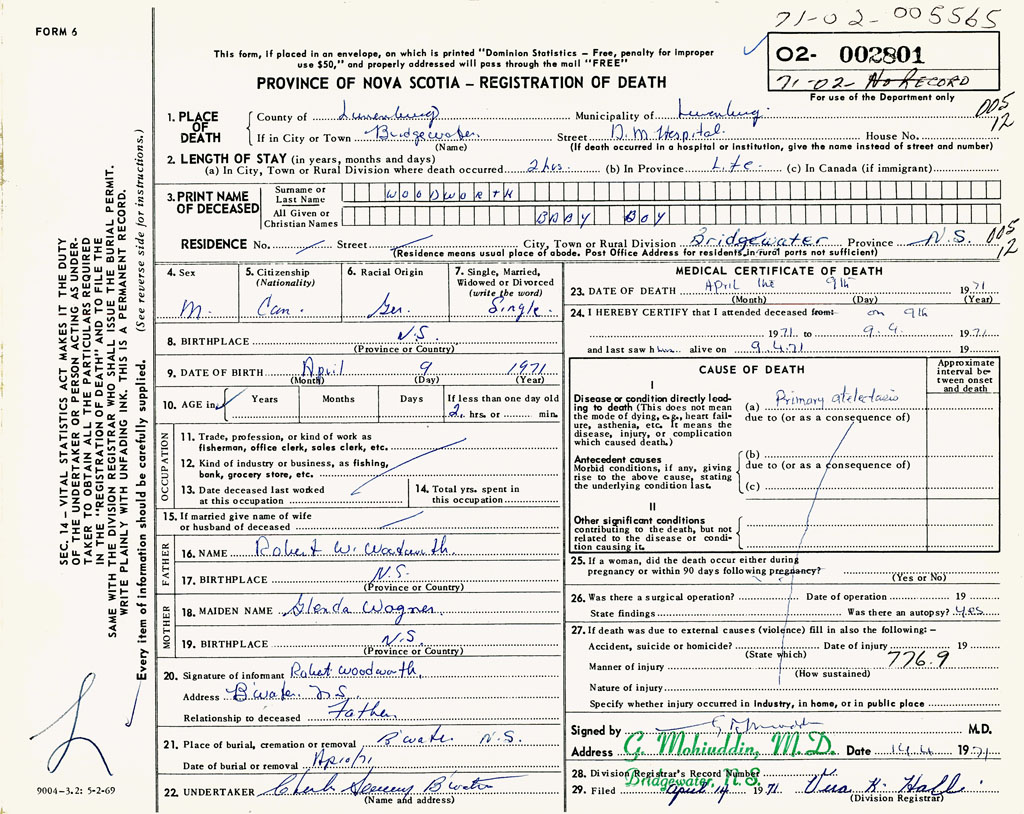 FORM 6
71-02-005565
This form, if placed in an envelope, on which is printed "Dominion Statistics – Free, penalty for improper
use $50," and properly addressed will pass through the mail "FREE"
PROVINCE OF NOVA SCOTIA – REGISTRATION OF DEATH
02- 002801
71-02- No RECORD
For use of the Department only
SEC. 14 – VITAL STATISTICS ACT MAKES IT THE DUTY
OF THE UNDERTAKER OR PERSON ACTING AS UNDER-
TAKER TO OBTAIN ALL THE PARTICULARS REQUIRED
IN THE "REGISTRATION OF DEATH" AND TO FILE THE
SAME WITH THE DIVISION REGISTRAR WHO SHALL ISSUE THE BURIAL PERMIT.
WRITE PLAINLY WITH UNFADING INK. THIS IS A PERMANENT RECORD.
Every item of information should be carefully supplied. (See reverse side for instructions.)
1. PLACE OF DEATH County of Lunenburg Municipality of Lunenburg 005
If in City or Town Bridgewater Street D. M Hospital House No. 12
(Name) (If death occurred in a hospital or institution, give the name instead of street and number)
2. LENGTH OF STAY (in years, months and days)
(a) In City, Town or Rural Division where death occurred 2 hrs. (b) In Province Life (c) In Canada (if immigrant)
3. PRINT NAME OF DECEASED Surname or Last Name WOODWORTH
All Given or Christian Names BABY BOY
RESIDENCE No. Street City, Town or Rural Division Bridgewater Province N.S. 005
(Residence means usual place of abode. Post Office Address for residents in rural ports not sufficient) 12
4. Sex M.
5. Citizenship (Nationality) Can.
6. Racial Origin Ger.
7. Single, Married, Widowed or Divorced (write the word) Single.
8. BIRTHPLACE N.S.
(Province or Country)
9. DATE OF BIRTH April 9 1971
(Month) (Day) (Year)
10. AGE in Years Months Days If less than one day old
2 hrs. or min.
OCCUPATION
11. Trade, profession, or kind of work as
fishermon, office clerk, sales clerk, etc.
12. Kind of industry or business, as fishing,
bank, grocery store, etc.
13. Date deceased last worked
at this occupation
14. Total yrs. spent in
this occupation
15. If married give name of wife
or husband of deceased
FATHER
16. NAME Robert W. Woodworth
17. BIRTHPLACE N.S.
(Province or Country)
MOTHER
18. MAIDEN NAME Glenda Wagner
19. BIRTHPLACE N.S.
(Province or Country)
20. Signature of informant Robert Woodworth
Address B'water N.S.
Relationship to deceased Father
21. Place of burial, cremation or removal B'water N.S.
Date of burial or removal Ap 10/71
22. UNDERTAKER B'water
(Name and address)
9004–3.2: 5-2-69
MEDICAL CERTIFICATE OF DEATH
23. DATE OF DEATH April the 9th 1971
(Month) (Day) (Year)
24. I HEREBY CERTIFY that I attended deceased from: on 9th
1971 to 9.4. 1971
and last saw him alive on 9.4.71 19
CAUSE OF DEATH
Approximate interval between onset and death
I
Disease or condition directly lead-
ing to death (This does not mean
the mode of dying, e.g., heart fail-
ure, asthenia, etc. It means the
disease, injury, or complication
which caused death.)
(a) Primary atelectasis
due to (or as a consequence of)
Antecedent causes
Morbid conditions, if any, giving
rise to the above cause, stating
the underlying condition last.
(b)
due to (or as a consequence of)
(c)
II
Other significant conditions
contributing to the death, but not
related to the disease or condi-
tion causing it.
25. If a woman, did the death occur either during
pregnancy or within 90 days following pregnancy?
(Yes or No)
26. Was there a surgical operation? Date of operation 19
State findings Was there an autopsy? Yes
27. If death was due to external causes (violence) fill in also the following: –
Accident, suicide or homicide? Date of injury 19
(State which) 776.9
Manner of injury
(How sustained)
Nature of injury
Specify whether injury occurred in industry, in home, or in public place
Signed by M.D.
Address G. Mohiuddin, M.D. Date 14.4 1971
Bridgewater, N.S.
28. Division Registrar's Record Number
29. Filed April 14 1971 Vera K.
(Division Registrar)